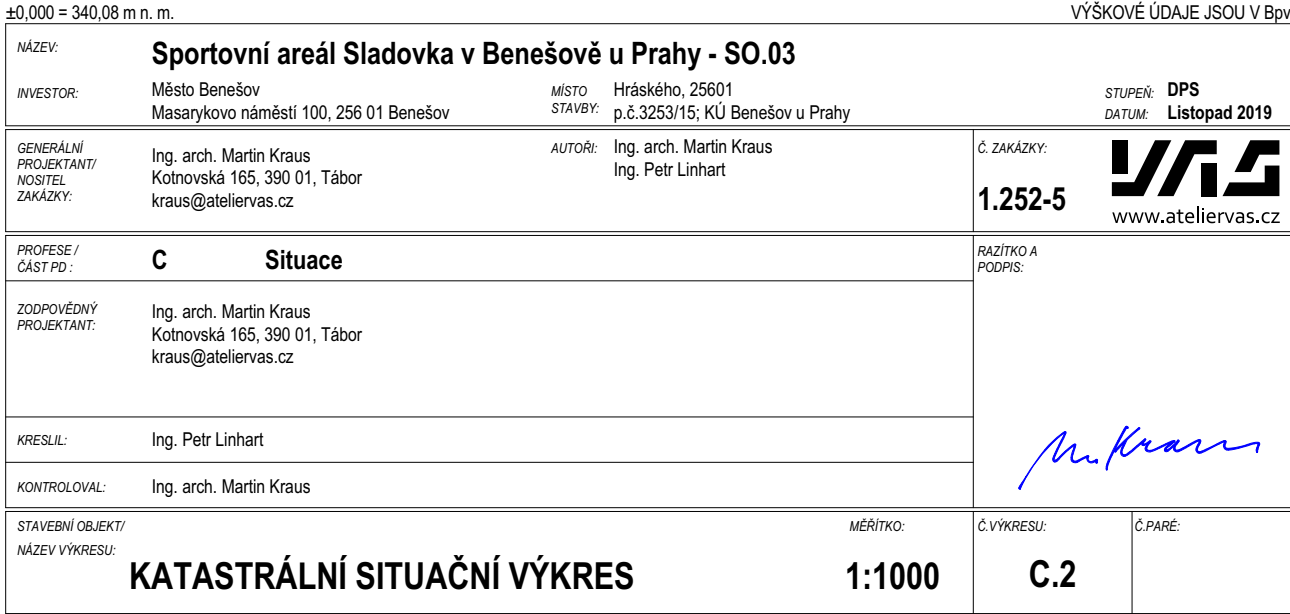 ±0,000 = 340,08 m n. m.
VÝŠKOVÉ ÚDAJE JSOU V Bpv
NÁZEV:
Sportovní areál Sladovka v Benešově u Prahy - SO.03
INVESTOR:
Město Benešov
Masarykovo náměstí 100, 256 01 Benešov
MÍSTO
STAVBY:
Hráského, 25601
p.č.3253/15; KÚ Benešov u Prahy
STUPEŇ: DPS
DATUM: Listopad 2019
GENERÁLNÍ
PROJEKTANT/
NOSITEL
ZAKÁZKY:
Ing. arch. Martin Kraus
Kotnovská 165, 390 01, Tábor
kraus@ateliervas.cz
AUTOŘI:
Ing. arch. Martin Kraus
Ing. Petr Linhart
Č. ZAKÁZKY:
1.252-5
VAS
www.ateliervas.cz
PROFESE /
ČÁST PD :
C Situace
RAZÍTKO A
PODPIS:
ZODPOVĚDNÝ
PROJEKTANT:
Ing. arch. Martin Kraus
Kotnovská 165, 390 01, Tábor
kraus@ateliervas.cz
KRESLIL:
Ing. Petr Linhart
M. Kraus
KONTROLOVAL:
Ing. arch. Martin Kraus
STAVEBNÍ OBJEKT/
NÁZEV VÝKRESU:
KATASTRÁLNÍ SITUAČNÍ VÝKRES
MĚŘÍTKO:
1:1000
Č.VÝKRESU:
C.2
Č.PARÉ: